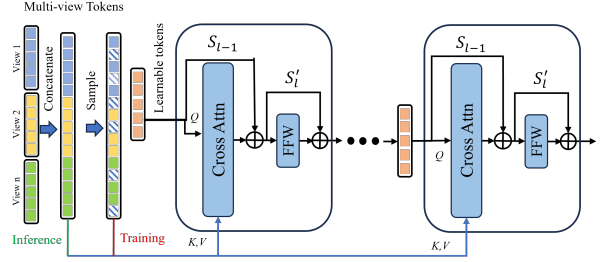 Multi-view Tokens
View 1
View 2
View n
Concatenate
Sample
Learnable tokens
S_{l-1}
S'_l
Q
Cross Attn
FFW
K,V
S_{l-1}
S'_l
Q
Cross Attn
FFW
K,V
Inference
Training